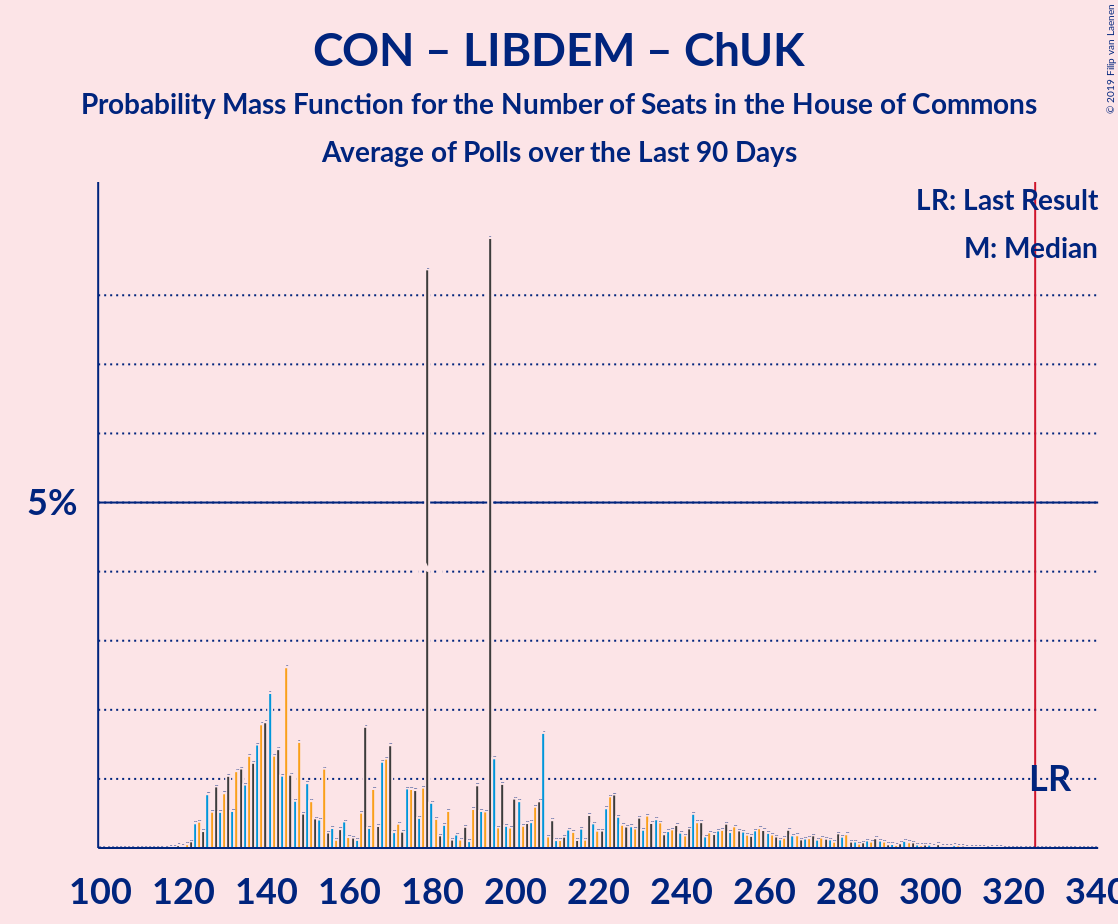 CON – LIBDEM – ChUK
Probability Mass Function for the Number of Seats in the House of Commons
Average of Polls over the Last 90 Days
© 2019 Filip van Laenen
LR: Last Result
M: Median
5%
LR
100 120 140 160 180 200 220 240 260 280 300 320 340